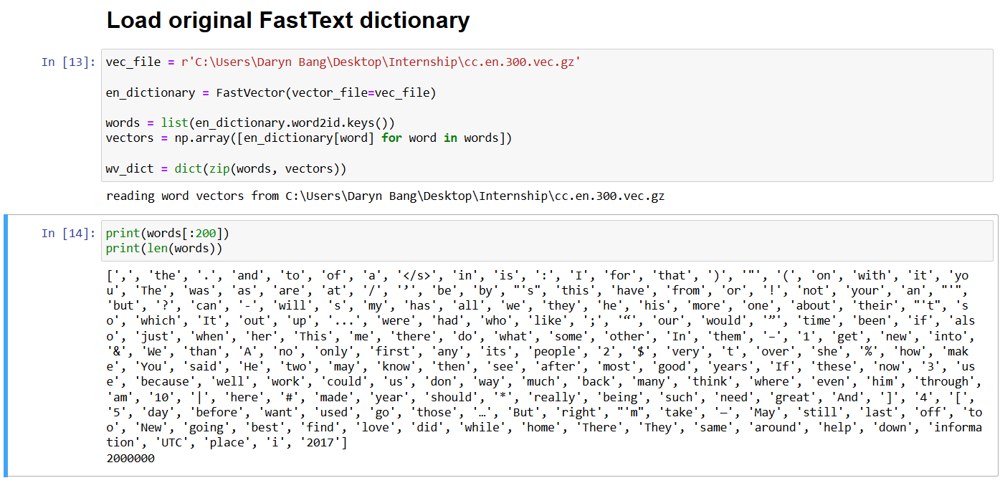 Load original FastText dictionary
In [13]: vec_file = r'C:\Users\Daryn Bang\Desktop\Internship\cc.en.300.vec.gz'
en_dictionary = FastVector(vector_file=vec_file)
words = list(en_dictionary.word2id.keys())
vectors = np.array([en_dictionary[word] for word in words])
wv_dict = dict(zip(words, vectors))
reading word vectors from C:\Users\Daryn Bang\Desktop\Internship\cc.en.300.vec.gz
In [14]: print(words[:200])
print(len(words))
[',', 'the', '.', 'and', 'to', 'of', 'a', '</s>', 'in', 'is', ':', 'I', 'for', 'that', ')', '"', '(', 'on', 'with', 'it', 'yo
u', 'The', 'was', 'as', 'are', 'at', '/', '’', 'be', 'by', "'s", 'this', 'have', 'from', 'or', '!', 'not', 'your', 'an', "'",
'but', '?', 'can', '-', 'will', 's', 'my', 'has', 'all', 'we', 'they', 'he', 'his', 'more', 'one', 'about', 'their', "'t", 's
o', 'which', 'It', 'out', 'up', '...', 'were', 'had', 'who', 'like', ';', '“', 'our', 'would', '”', 'time', 'been', 'if', 'als
o', 'just', 'when', 'her', 'This', 'me', 'there', 'do', 'what', 'some', 'other', 'In', 'them', '–', '1', 'get', 'new', 'into',
'&', 'We', 'than', 'A', 'no', 'only', 'first', 'any', 'its', 'people', '2', '$', 'very', 't', 'over', 'she', '%', 'how', 'mak
e', 'You', 'said', 'He', 'two', 'may', 'know', 'then', 'see', 'after', 'most', 'good', 'years', 'If', 'these', 'now', '3', 'us
e', 'because', 'well', 'work', 'could', 'us', 'don', 'way', 'much', 'back', 'many', 'think', 'where', 'even', 'him', 'through',
'am', '10', '|', 'here', '#', 'made', 'year', 'should', '*', 'really', 'being', 'such', 'need', 'great', 'And', ']', '4', '[',
'5', 'day', 'before', 'want', 'used', 'go', 'those', '…', 'But', 'right', "'m", 'take', '—', 'May', 'still', 'last', 'off', 'to
o', 'New', 'going', 'best', 'find', 'love', 'did', 'while', 'home', 'There', 'They', 'same', 'around', 'help', 'down', 'informa
tion', 'UTC', 'place', 'i', '2017']
2000000